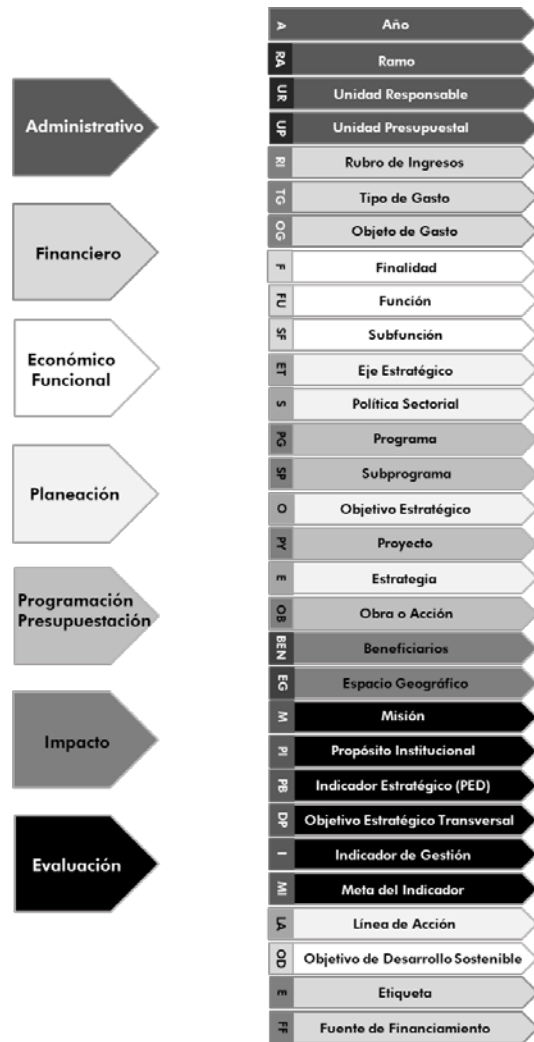 Administrativo
Financiero
Económico
Funcional
Planeación
Programación
Presupuestación
Impacto
Evaluación
A Año
RA Ramo
UR Unidad Responsable
UP Unidad Presupuestal
RI Rubro de Ingresos
TG Tipo de Gasto
OG Objeto de Gasto
F Finalidad
FU Función
SF Subfunción
ET Eje Estratégico
S Política Sectorial
PG Programa
SP Subprograma
O Objetivo Estratégico
PY Proyecto
E Estrategia
OB Obra o Acción
BEN Beneficiarios
EG Espacio Geográfico
M Misión
PI Propósito Institucional
PB Indicador Estratégico (PED)
DP Objetivo Estratégico Transversal
I Indicador de Gestión
MI Meta del Indicador
LA Línea de Acción
OD Objetivo de Desarrollo Sostenible
E Etiqueta
FF Fuente de Financiamiento